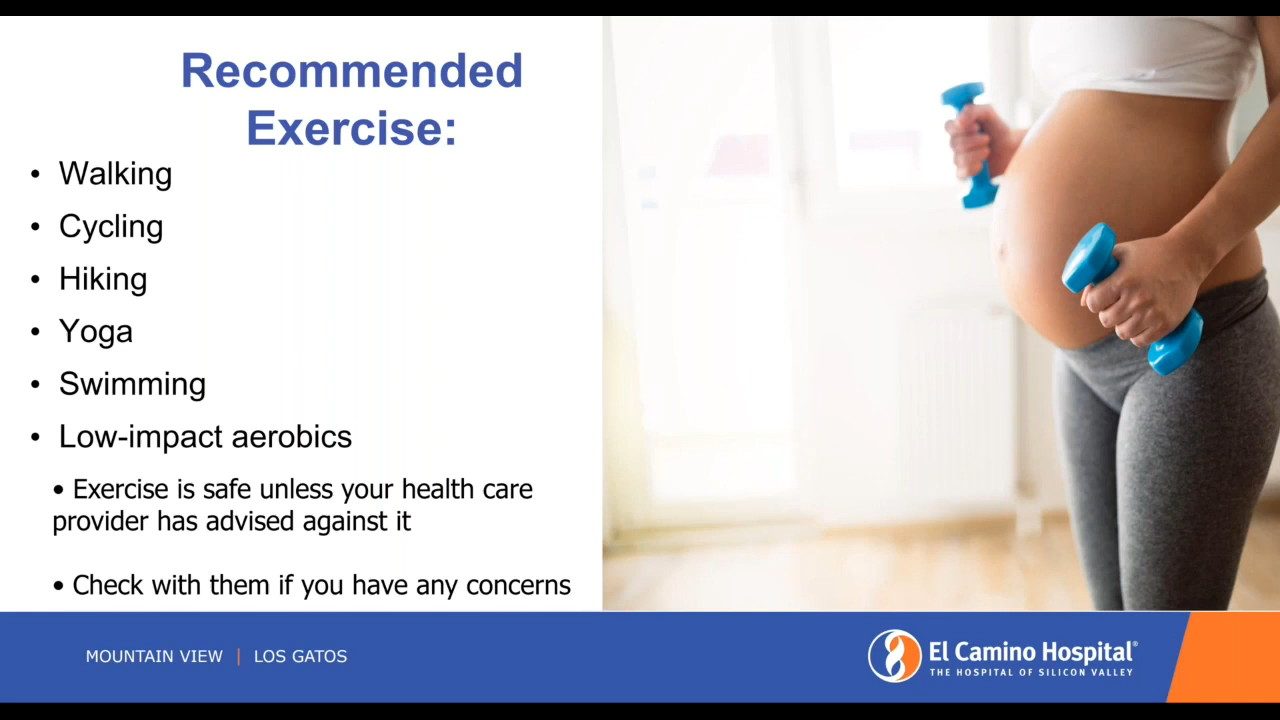 Recommended
Exercise:
• Walking
• Cycling
• Hiking
• Yoga
• Swimming
• Low-impact aerobics
• Exercise is safe unless your health care
provider has advised against it
• Check with them if you have any concerns
MOUNTAIN VIEW | LOS GATOS
El Camino Hospital®
THE HOSPITAL OF SILICON VALLEY